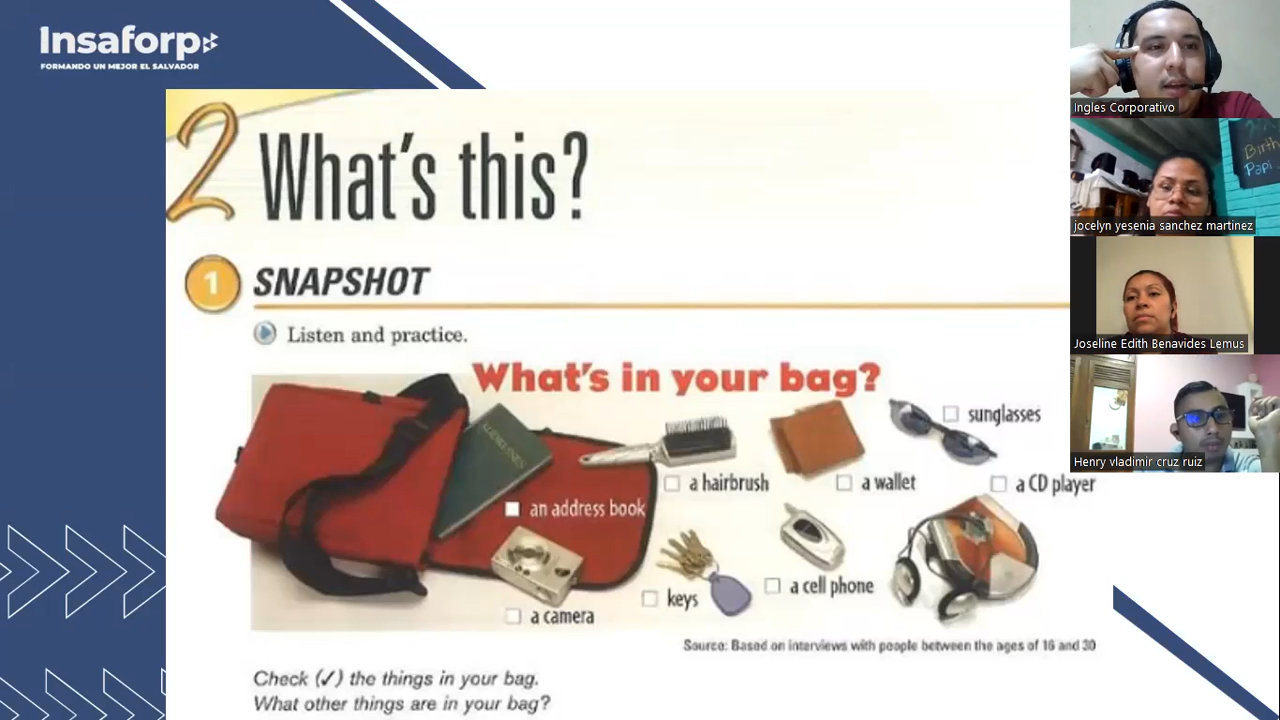 Insaforp
FORMANDO UN MEJOR EL SALVADOR
2 What's this?
1 SNAPSHOT
Listen and practice.
What's in your bag?
sunglasses
a hairbrush
a wallet
a CD player
an address book
a cell phone
keys
a camera
Source: Based on interviews with people between the ages of 16 and 30
Check (✓) the things in your bag.
What other things are in your bag?
Ingles Corporativo
Birth
Papi
jocelyn yesenia sanchez martinez
Joseline Edith Benavides Lemus
Henry vladimir cruz ruiz